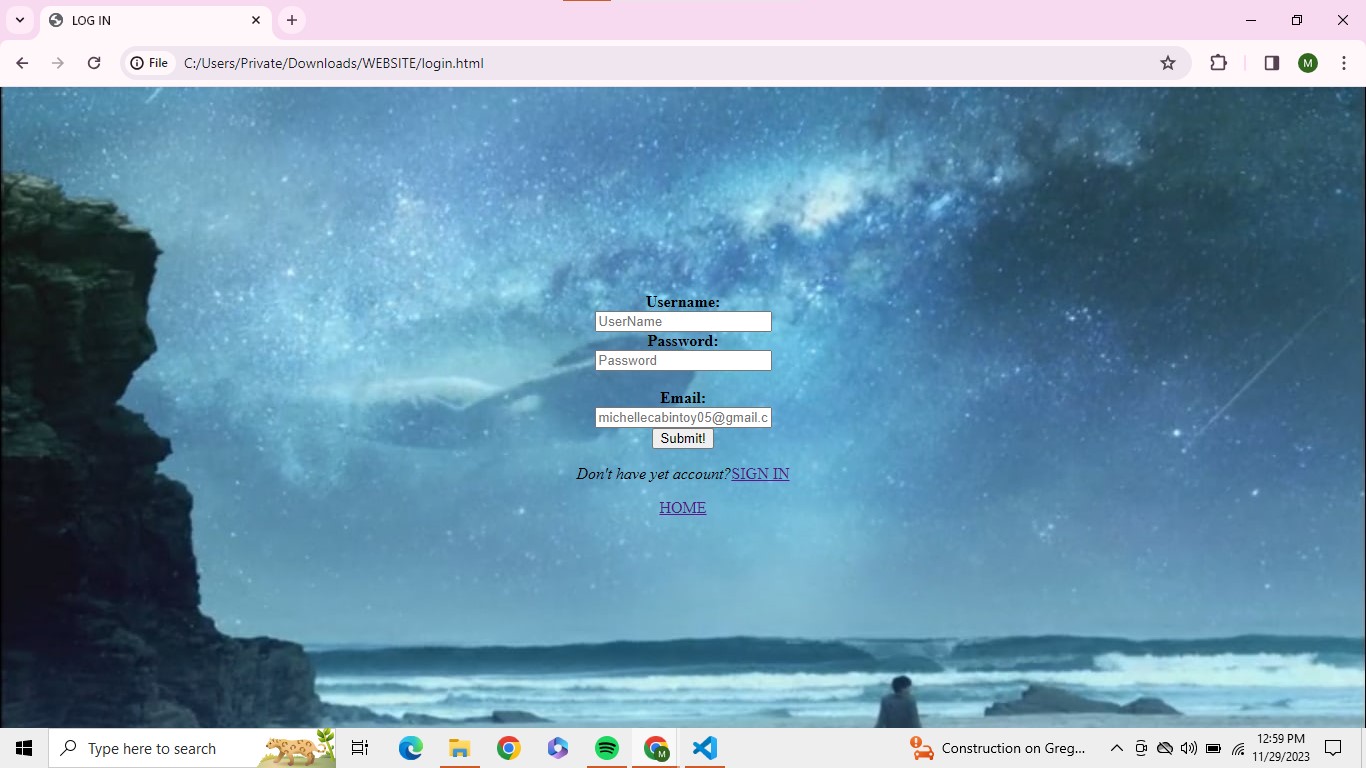 LOG IN
File C:/Users/Private/Downloads/WEBSITE/login.html
M
Username:
UserName
Password:
Password
Email:
michellecabintoy05@gmail.c
Submit!
Don't have yet account?SIGN IN
HOME
Type here to search
M
Construction on Greg...
12:59 PM
11/29/2023